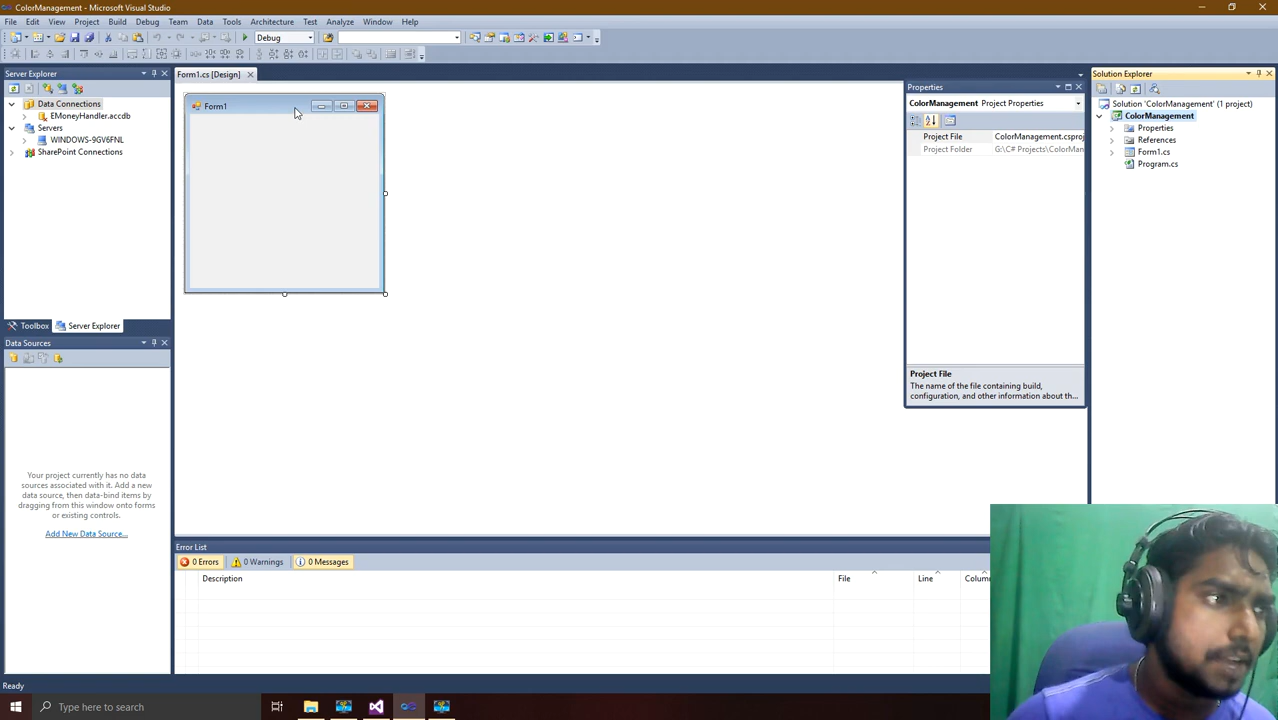 ColorManagement - Microsoft Visual Studio
File Edit View Project Build Debug Team Data Tools Architecture Test Analyze Window Help
Debug
Server Explorer
Data Connections
EMoneyHandler.accdb
Servers
WINDOWS-9GV6FNL
SharePoint Connections
Toolbox Server Explorer
Data Sources
Your project currently has no data
sources associated with it. Add a new
data source, then data-bind items by
dragging from this window onto forms
or existing controls.
Add New Data Source...
Form1.cs [Design]
Form1
Properties
ColorManagement Project Properties
Project File ColorManagement.csproj
Project Folder G:\C# Projects\ColorMan
Project File
The name of the file containing build,
configuration, and other information about th...
Solution Explorer
Solution 'ColorManagement' (1 project)
ColorManagement
Properties
References
Form1.cs
Program.cs
Error List
0 Errors 0 Warnings 0 Messages
Description File Line Column
Ready
Type here to search